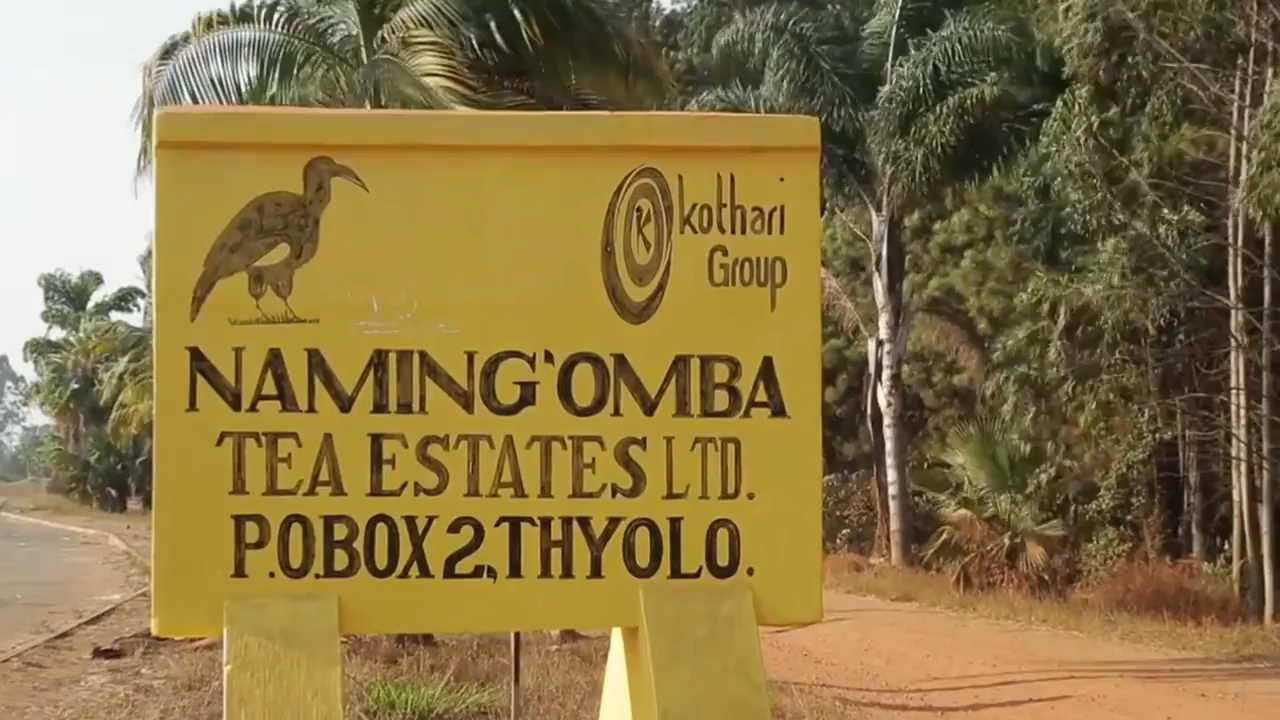 K
kothari
Group
NAMING'OMBA
TEA ESTATES LTD.
P.O.BOX 2, THYOLO.